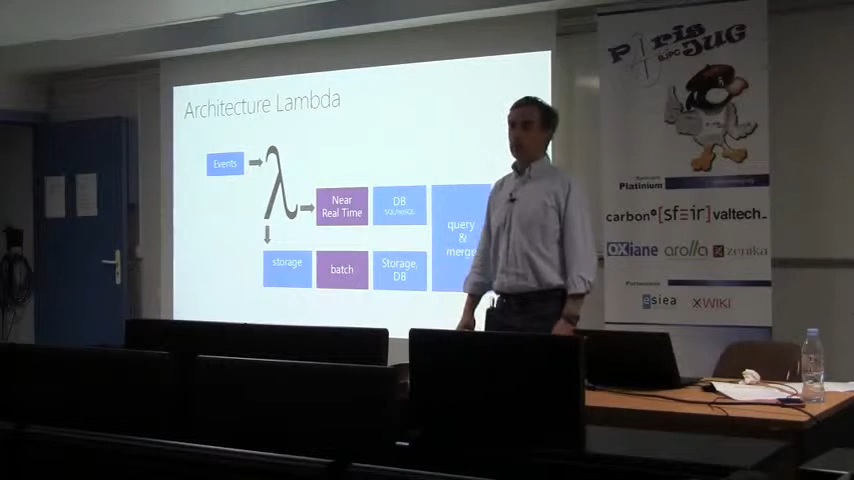 Architecture Lambda
Events
λ
Near
Real Time
DB
SQL/NoSQL
query
&
merge
storage
batch
Storage,
DB
Paris
JUG
Platinium
carbon [sfeir] valtech_
oxiane arolla zenika
esiea XWIKI